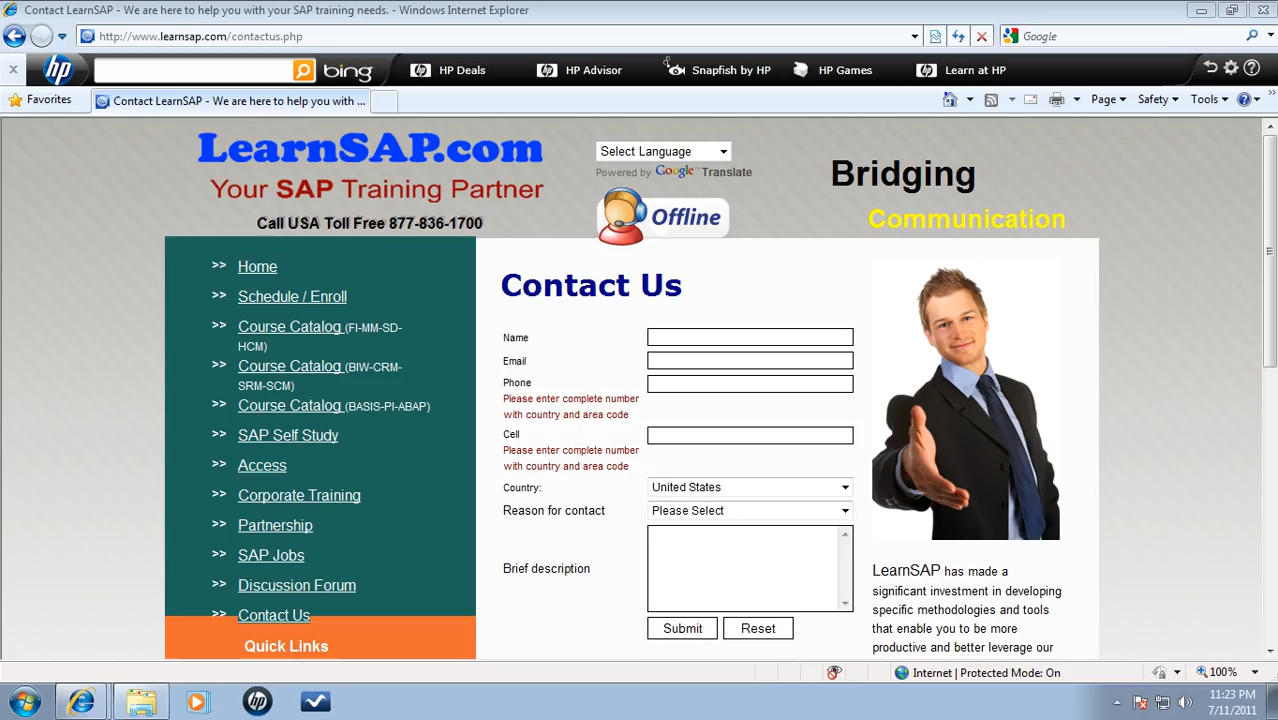 Contact LearnSAP - We are here to help you with your SAP training needs. - Windows Internet Explorer
http://www.learnsap.com/contactus.php
Google
hp
bing
HP Deals
HP Advisor
Snapfish by HP
HP Games
Learn at HP
Favorites
Contact LearnSAP - We are here to help you with ...
Page
Safety
Tools
LearnSAP.com
Your SAP Training Partner
Call USA Toll Free 877-836-1700
Select Language
Powered by Google™ Translate
Offline
Bridging
Communication
>> Home
>> Schedule / Enroll
>> Course Catalog (FI-MM-SD-
HCM)
>> Course Catalog (BIW-CRM-
SRM-SCM)
>> Course Catalog (BASIS-PI-ABAP)
>> SAP Self Study
>> Access
>> Corporate Training
>> Partnership
>> SAP Jobs
>> Discussion Forum
>> Contact Us
Quick Links
Contact Us
Name
Email
Phone
Please enter complete number
with country and area code
Cell
Please enter complete number
with country and area code
Country: United States
Reason for contact Please Select
Brief description
Submit Reset
LearnSAP has made a
significant investment in developing
specific methodologies and tools
that enable you to be more
productive and better leverage our
Internet | Protected Mode: On
100%
hp
11:23 PM
7/11/2011